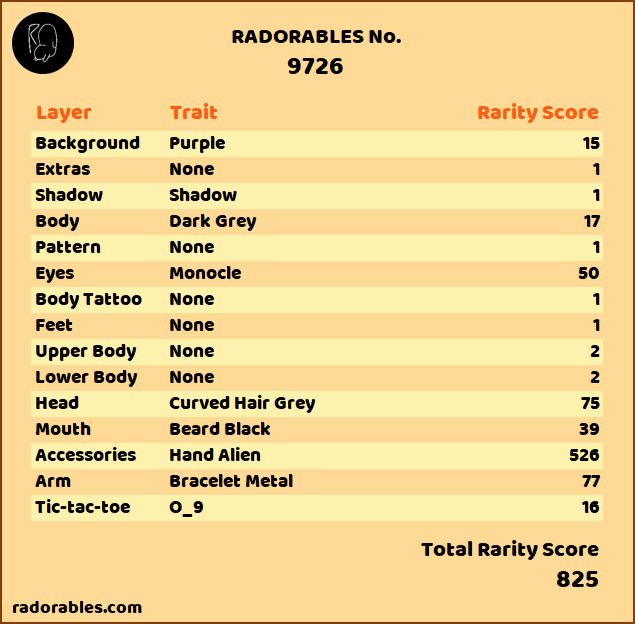 RADORABLES No.
9726
Layer Trait Rarity Score
Background Purple 15
Extras None 1
Shadow Shadow 1
Body Dark Grey 17
Pattern None 1
Eyes Monocle 50
Body Tattoo None 1
Feet None 1
Upper Body None 2
Lower Body None 2
Head Curved Hair Grey 75
Mouth Beard Black 39
Accessories Hand Alien 526
Arm Bracelet Metal 77
Tic-tac-toe O_9 16
Total Rarity Score
825
radorables.com